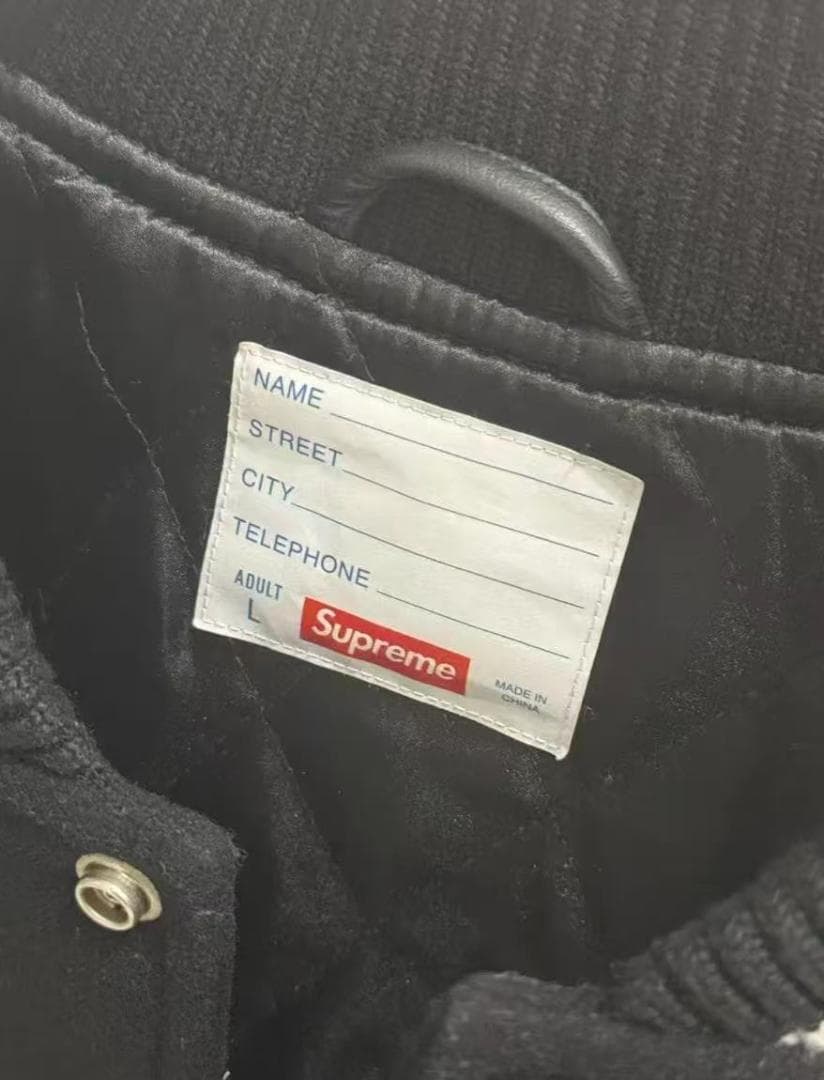 NAME
STREET
CITY
TELEPHONE
ADULT
L
Supreme
MADE IN
CHINA